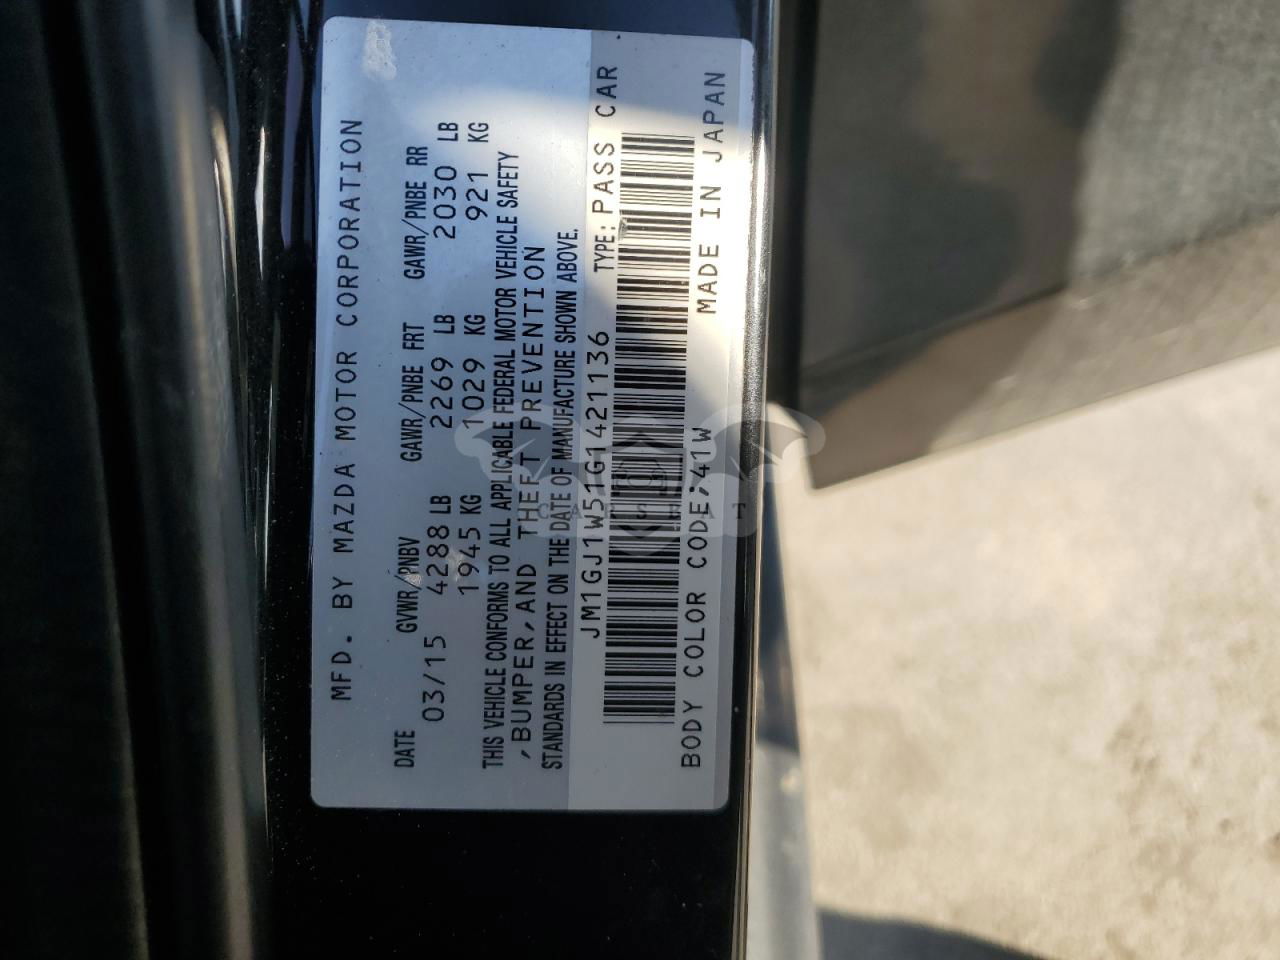 MFD. BY MAZDA MOTOR CORPORATION
DATE GVWR/PNBV GAWR/PNBE FRT GAWR/PNBE RR
03/15 4288 LB 2269 LB 2030 LB
1945 KG 1029 KG 921 KG
THIS VEHICLE CONFORMS TO ALL APPLICABLE FEDERAL MOTOR VEHICLE SAFETY
,BUMPER,AND THEFT PREVENTION
STANDARDS IN EFFECT ON THE DATE OF MANUFACTURE SHOWN ABOVE.
JM1GJ1W51G1421136 TYPE: PASS CAR
BODY COLOR CODE;41W MADE IN JAPAN
CARSBAT